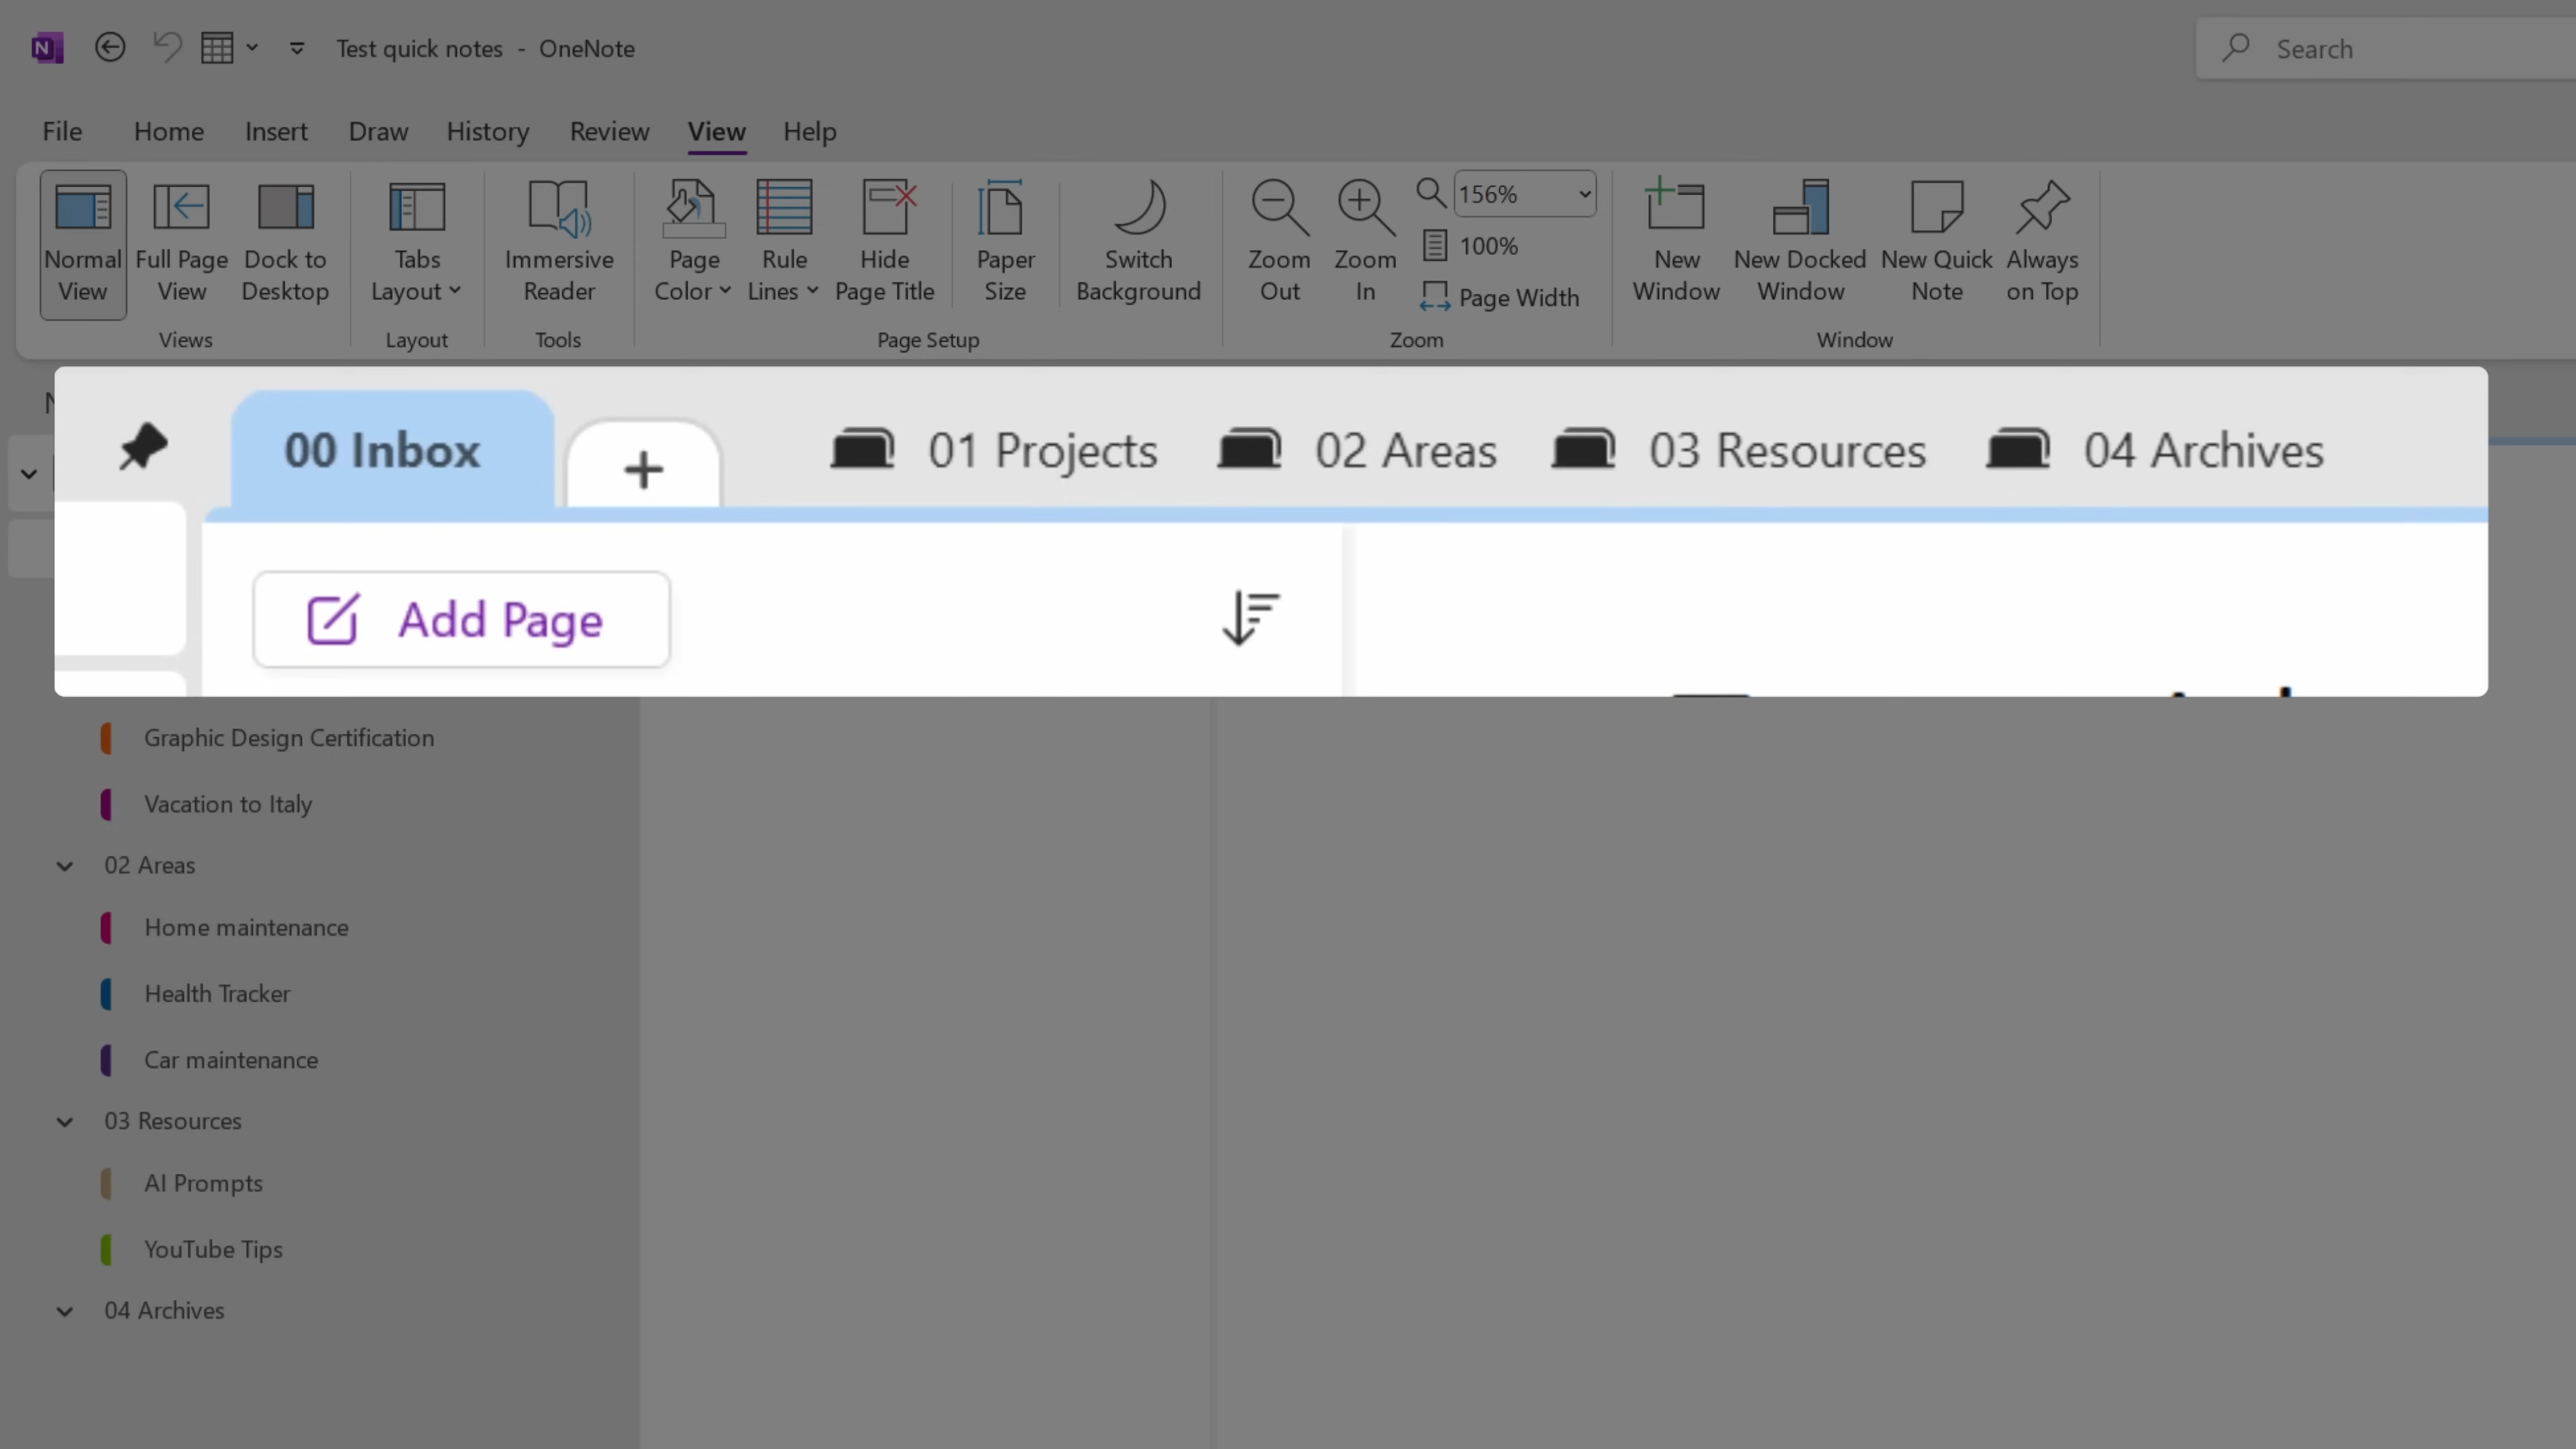 N
Test quick notes - OneNote
Search
File Home Insert Draw History Review View Help
Normal View
Full Page View
Dock to Desktop
Views
Tabs Layout
Layout
Immersive Reader
Tools
Page Color
Rule Lines
Hide Page Title
Paper Size
Switch Background
Page Setup
Zoom Out
Zoom In
156%
100%
Page Width
Zoom
New Window
New Docked Window
New Quick Note
Always on Top
Window
00 Inbox + 01 Projects 02 Areas 03 Resources 04 Archives
Add Page
Graphic Design Certification
Vacation to Italy
02 Areas
Home maintenance
Health Tracker
Car maintenance
03 Resources
AI Prompts
YouTube Tips
04 Archives